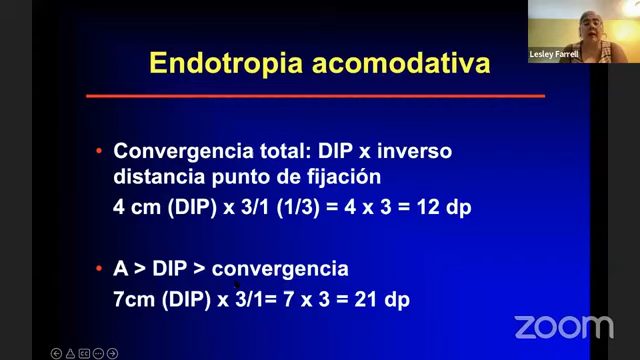 Lesley Farrell
Endotropia acomodativa
• Convergencia total: DIP x inverso
distancia punto de fijación
4 cm (DIP) x 3/1 (1/3) = 4 x 3 = 12 dp
• A > DIP > convergencia
7cm (DIP) x 3/1= 7 x 3 = 21 dp
zoom